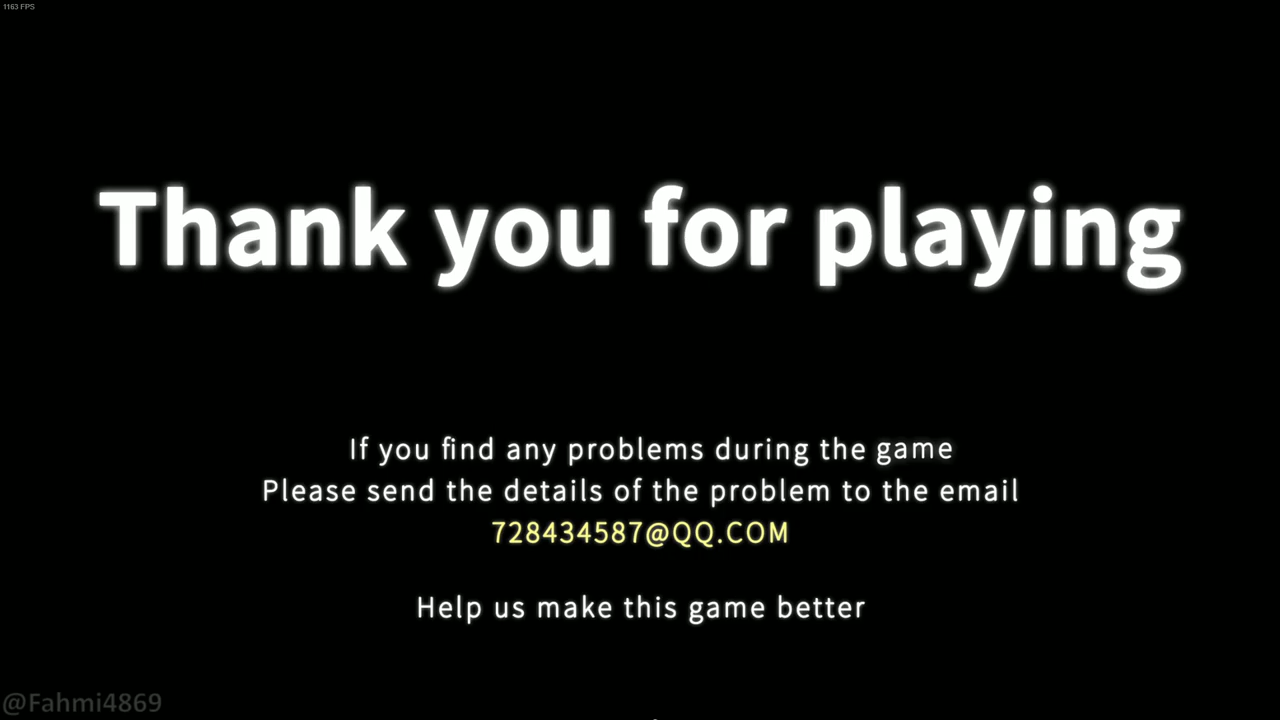 1163 FPS
Thank you for playing
If you find any problems during the game
Please send the details of the problem to the email
728434587@QQ.COM
Help us make this game better
@Fahmi4869